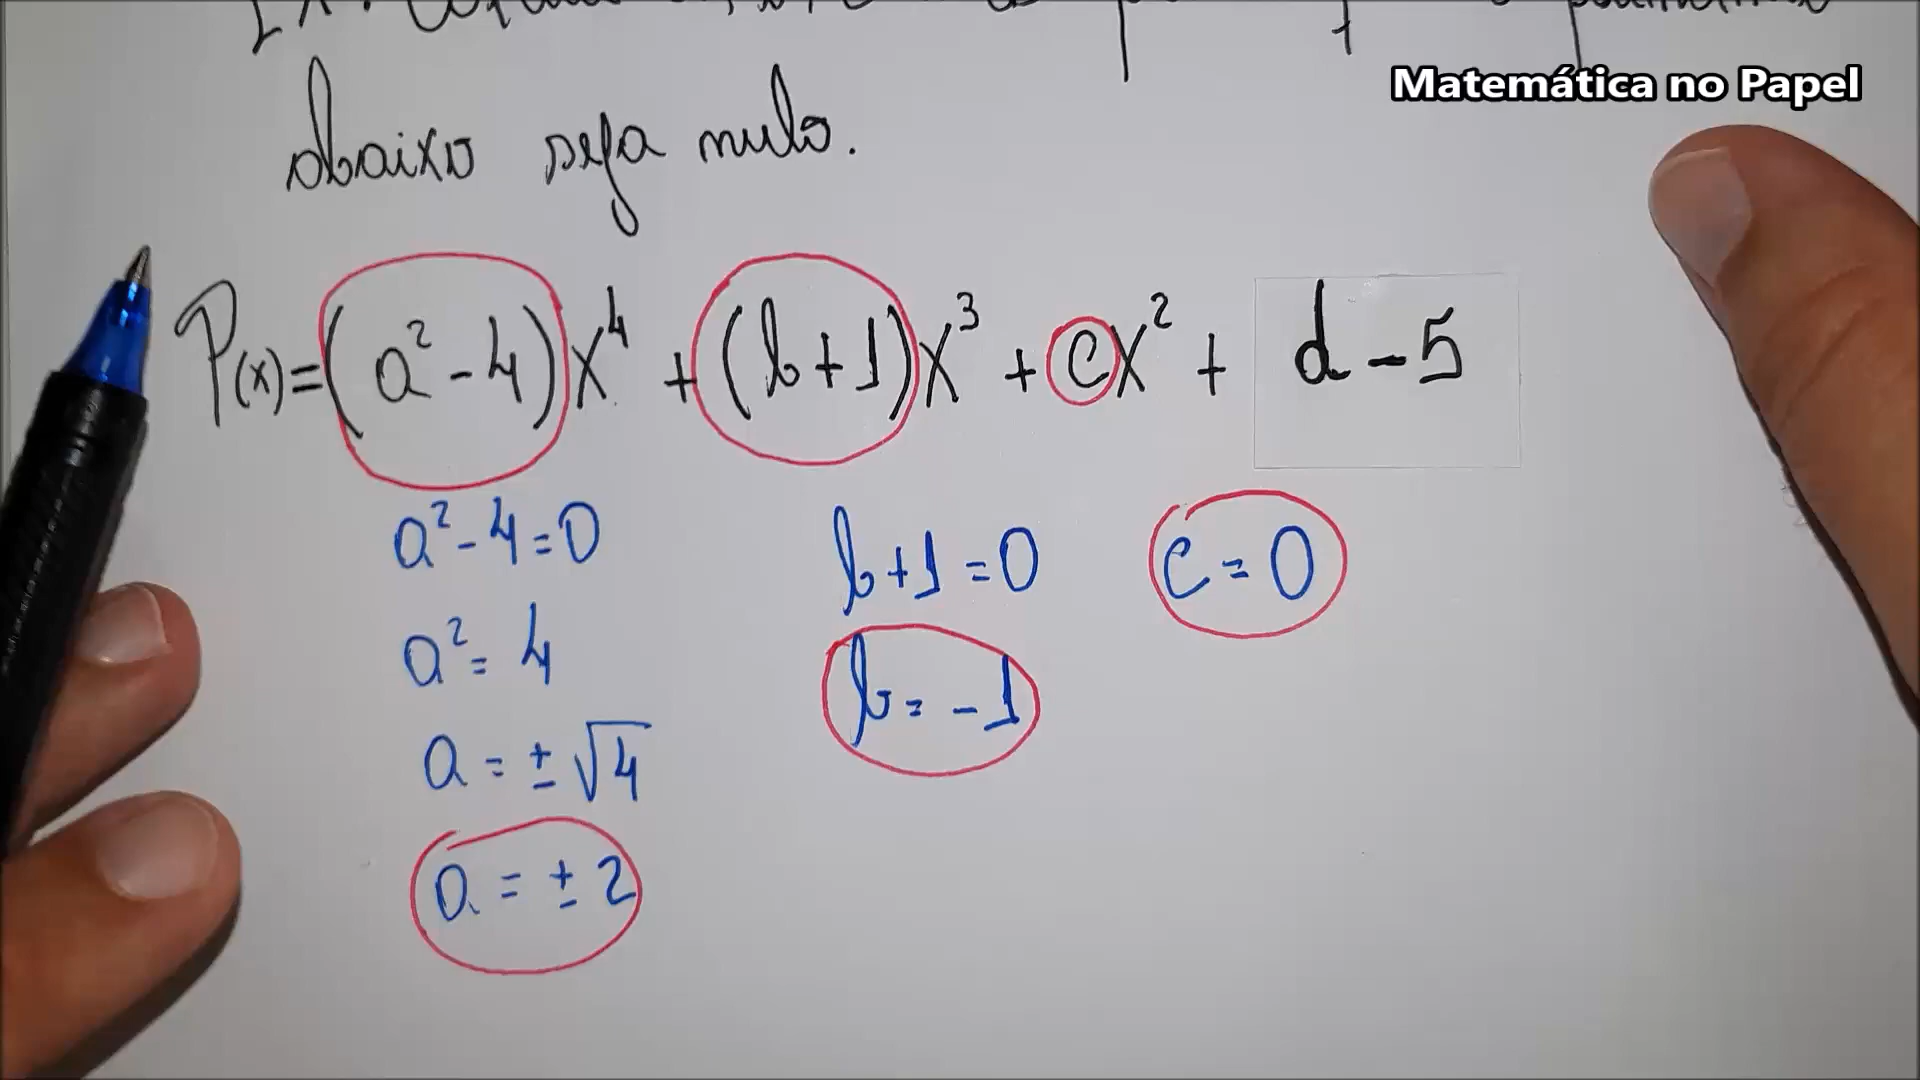 Matemática no Papel
abaixo seja nulo.
P(x)=(a²-4)x⁴ + (b+1)x³ + cx² + d-5
a²-4=0 b+1=0 c=0
a²=4 b=-1
a=±√4
a=±2